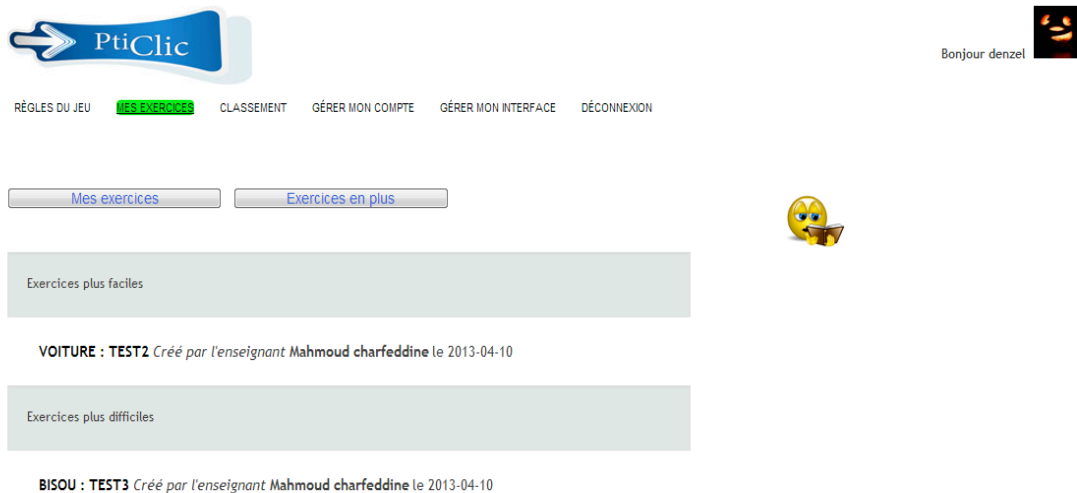 PtiClic
Bonjour denzel
RÈGLES DU JEU MES EXERCICES CLASSEMENT GÉRER MON COMPTE GÉRER MON INTERFACE DÉCONNEXION
Mes exercices Exercices en plus
Exercices plus faciles
VOITURE : TEST2 Créé par l'enseignant Mahmoud charfeddine le 2013-04-10
Exercices plus difficiles
BISOU : TEST3 Créé par l'enseignant Mahmoud charfeddine le 2013-04-10